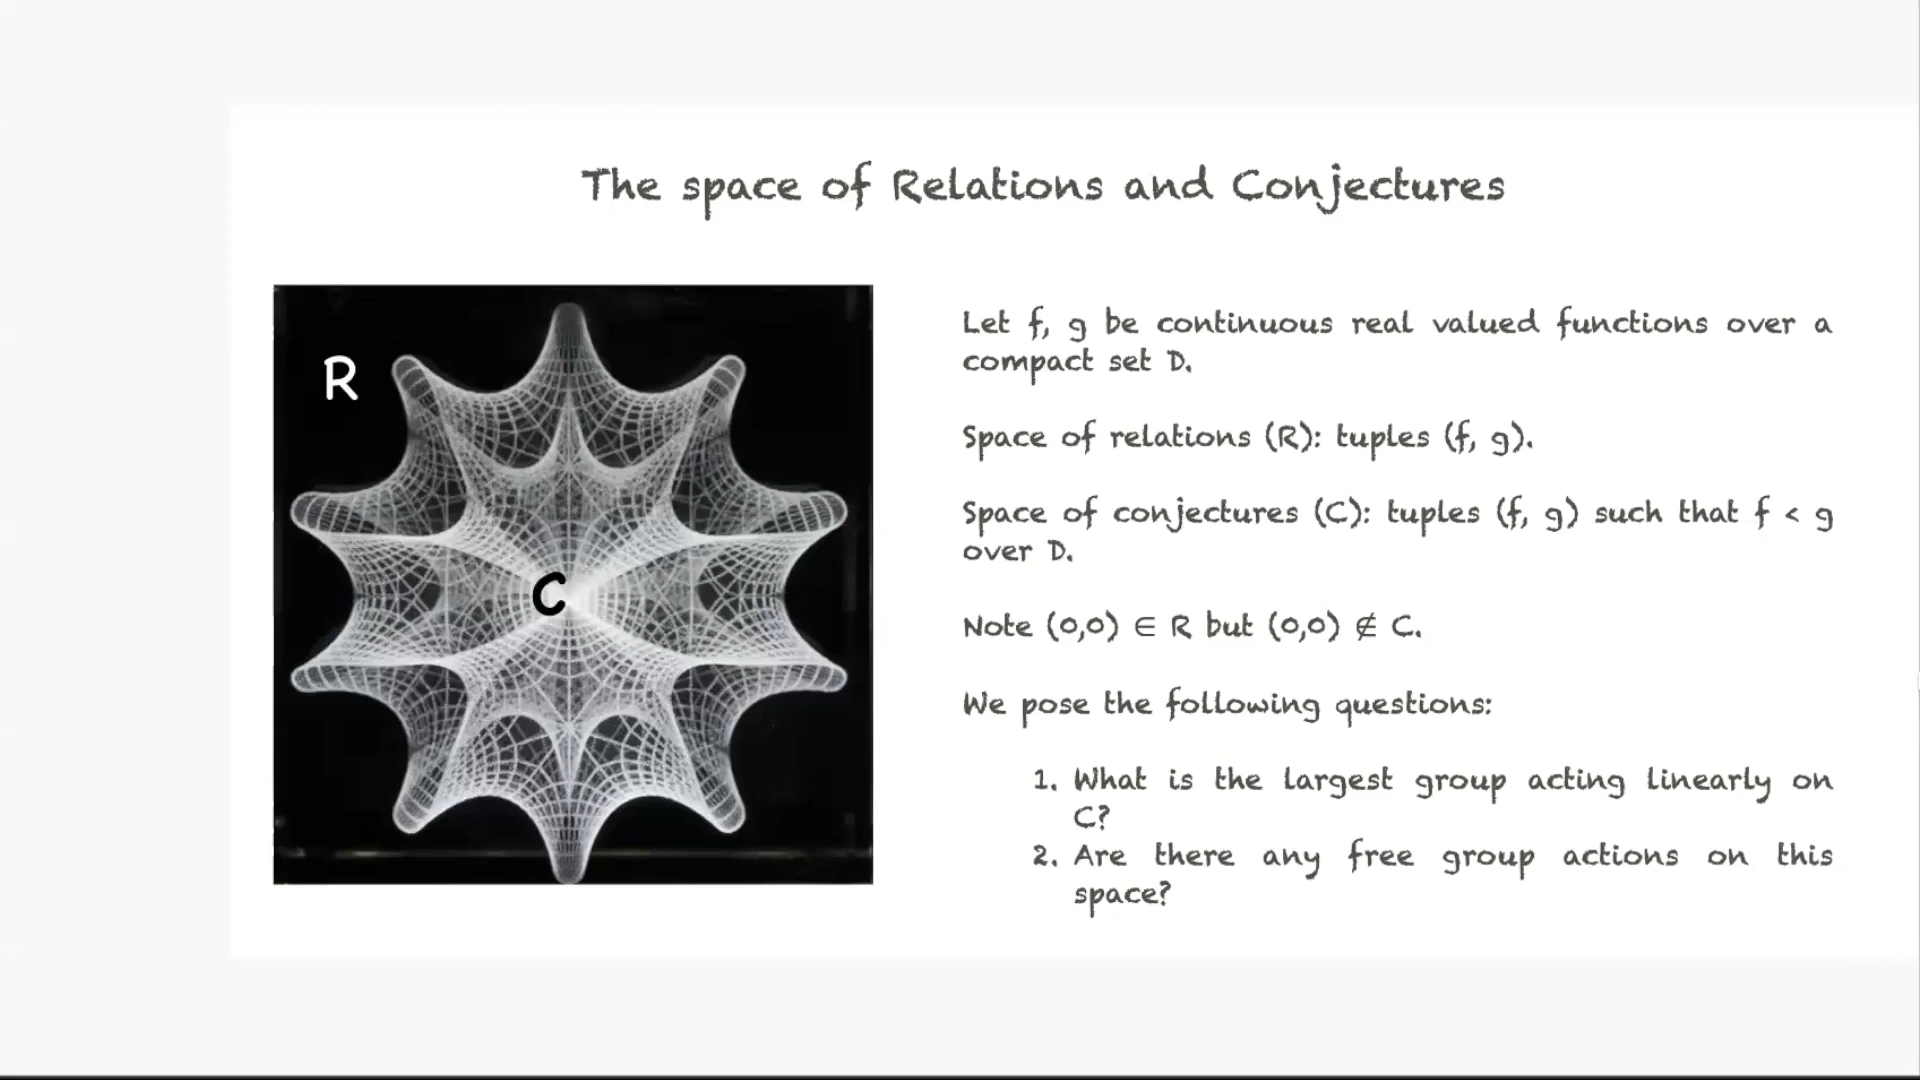 The space of Relations and Conjectures
R
C
Let f, g be continuous real valued functions over a
compact set D.
Space of relations (R): tuples (f, g).
Space of conjectures (C): tuples (f, g) such that f < g
over D.
Note (0,0) ∈ R but (0,0) ∉ C.
We pose the following questions:
1. What is the largest group acting linearly on
C?
2. Are there any free group actions on this
space?